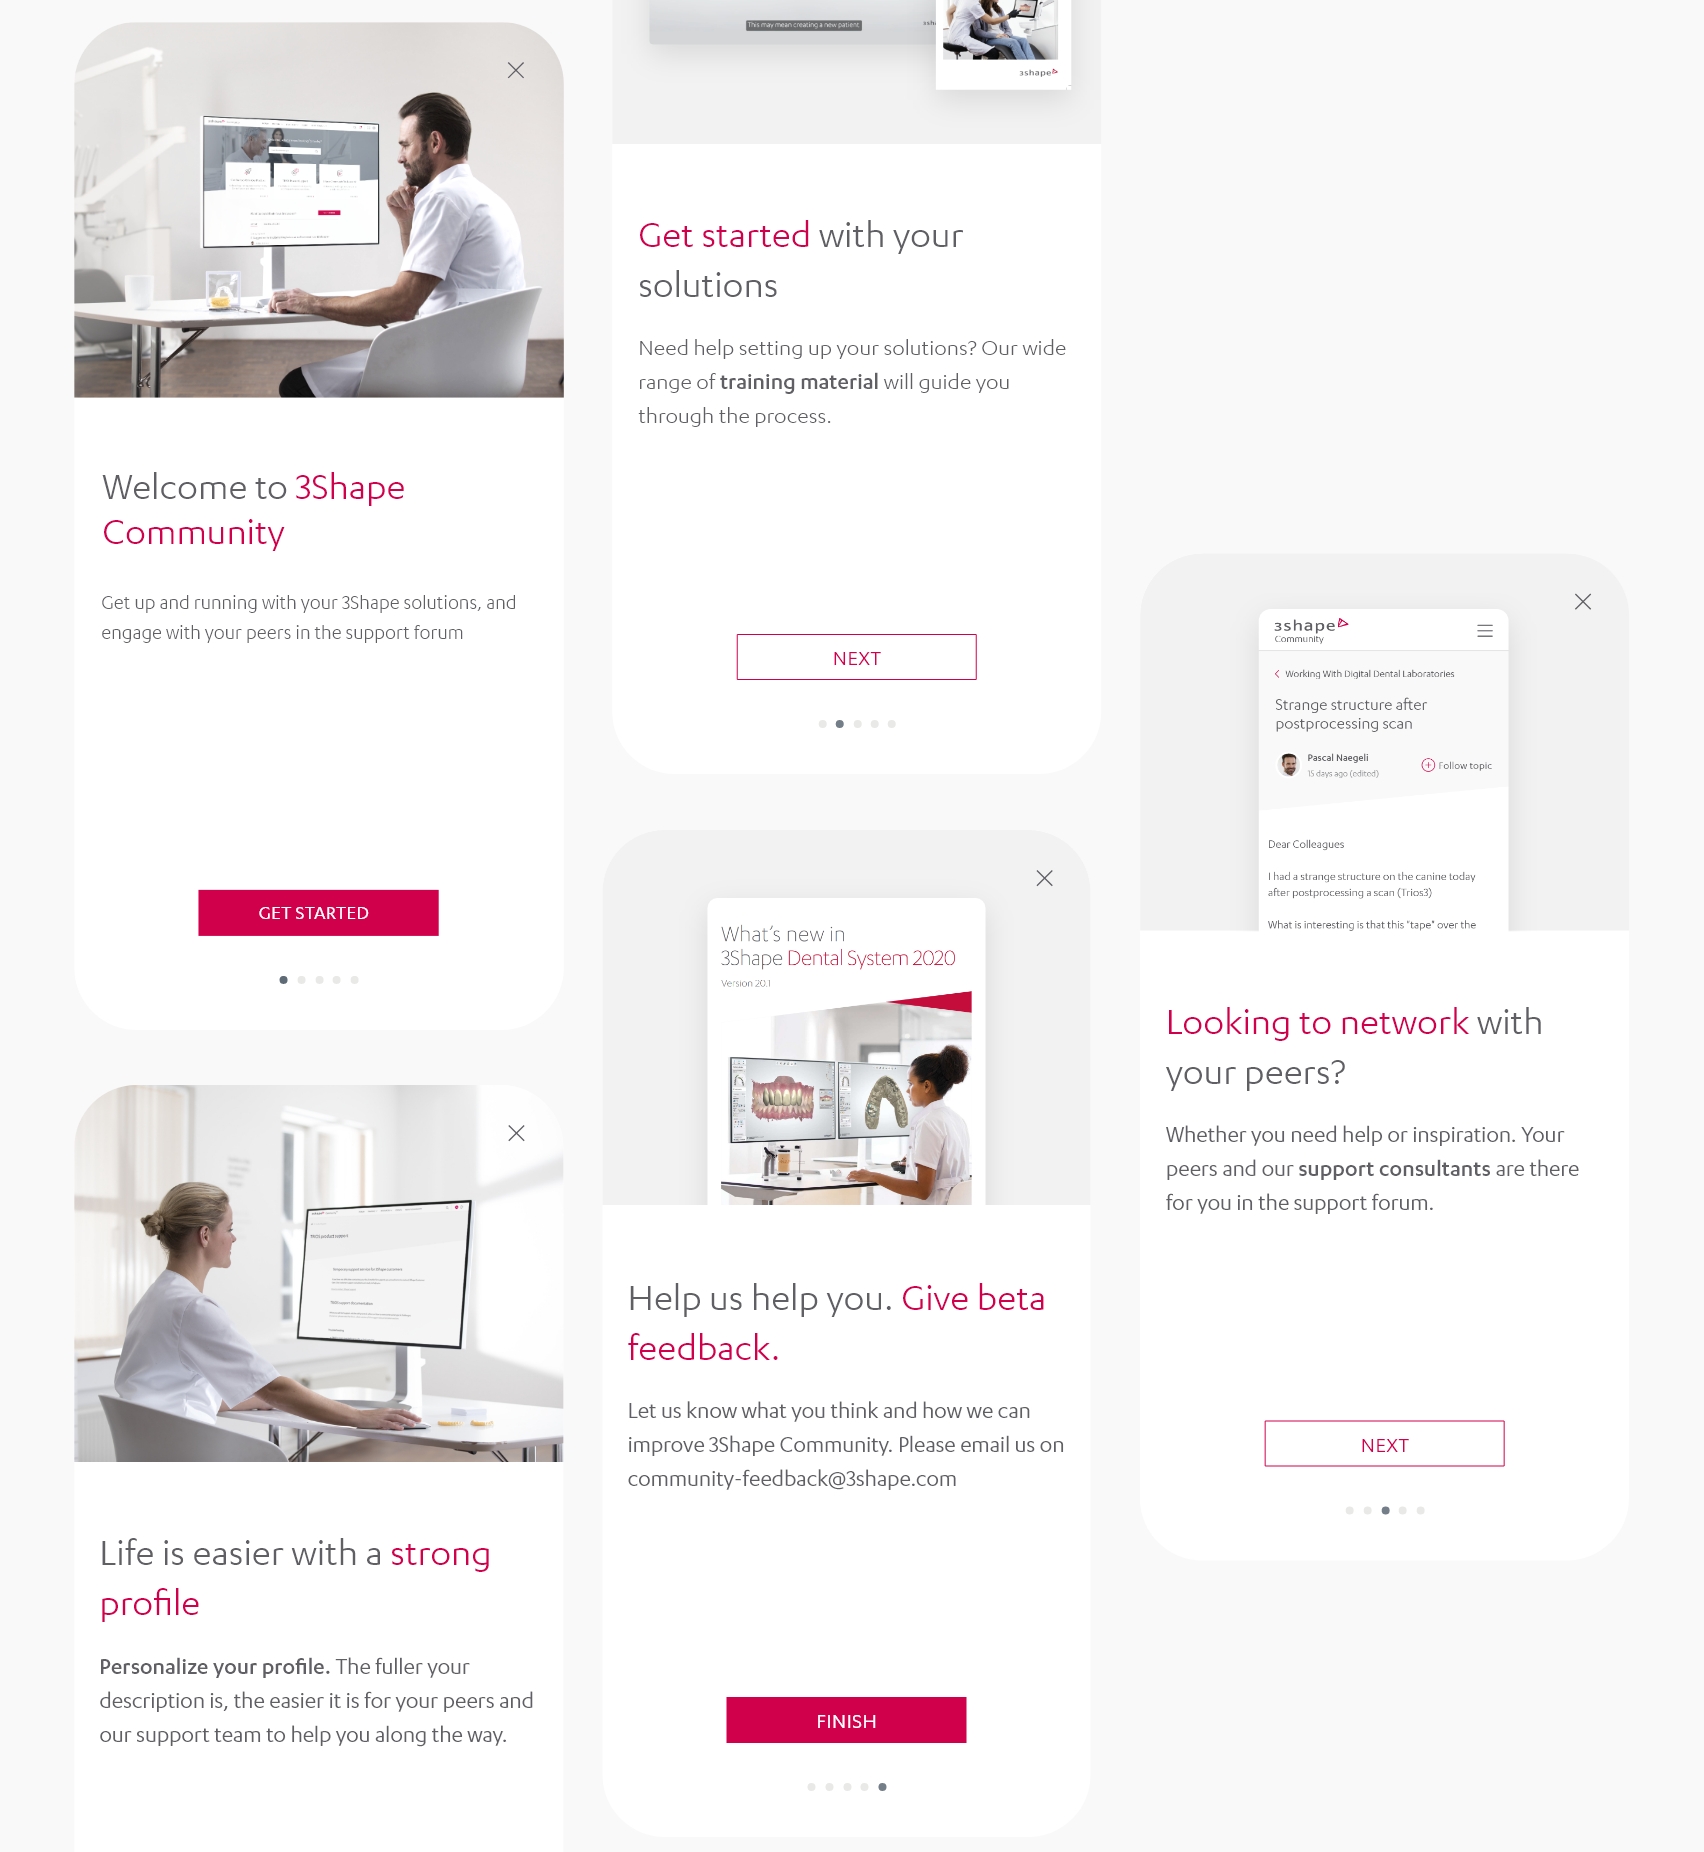 Welcome to 3Shape
Community
Get up and running with your 3Shape solutions, and
engage with your peers in the support forum
GET STARTED
This may mean creating a new patient
3shape
Get started with your
solutions
Need help setting up your solutions? Our wide
range of training material will guide you
through the process.
NEXT
3shape
Community
Working With Digital Dental Laboratories
Strange structure after
postprocessing scan
Pascal Naegeli
15 days ago (edited)
Follow topic
Dear Colleagues
I had a strange structure on the canine today
after postprocessing a scan (Trios3)
What is interesting is that this "tape" over the
Looking to network with
your peers?
Whether you need help or inspiration. Your
peers and our support consultants are there
for you in the support forum.
NEXT
Life is easier with a strong
profile
Personalize your profile. The fuller your
description is, the easier it is for your peers and
our support team to help you along the way.
What's new in
3Shape Dental System 2020
Version 20.1
Help us help you. Give beta
feedback.
Let us know what you think and how we can
improve 3Shape Community. Please email us on
community-feedback@3shape.com
FINISH